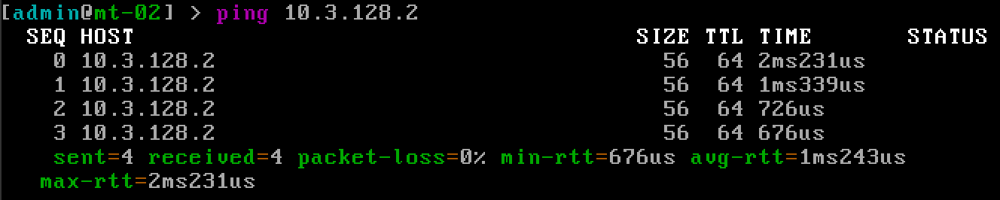 [admin@mt-02] > ping 10.3.128.2
SEQ HOST SIZE TTL TIME STATUS
0 10.3.128.2 56 64 2ms231us
1 10.3.128.2 56 64 1ms339us
2 10.3.128.2 56 64 726us
3 10.3.128.2 56 64 676us
sent=4 received=4 packet-loss=0% min-rtt=676us avg-rtt=1ms243us
max-rtt=2ms231us